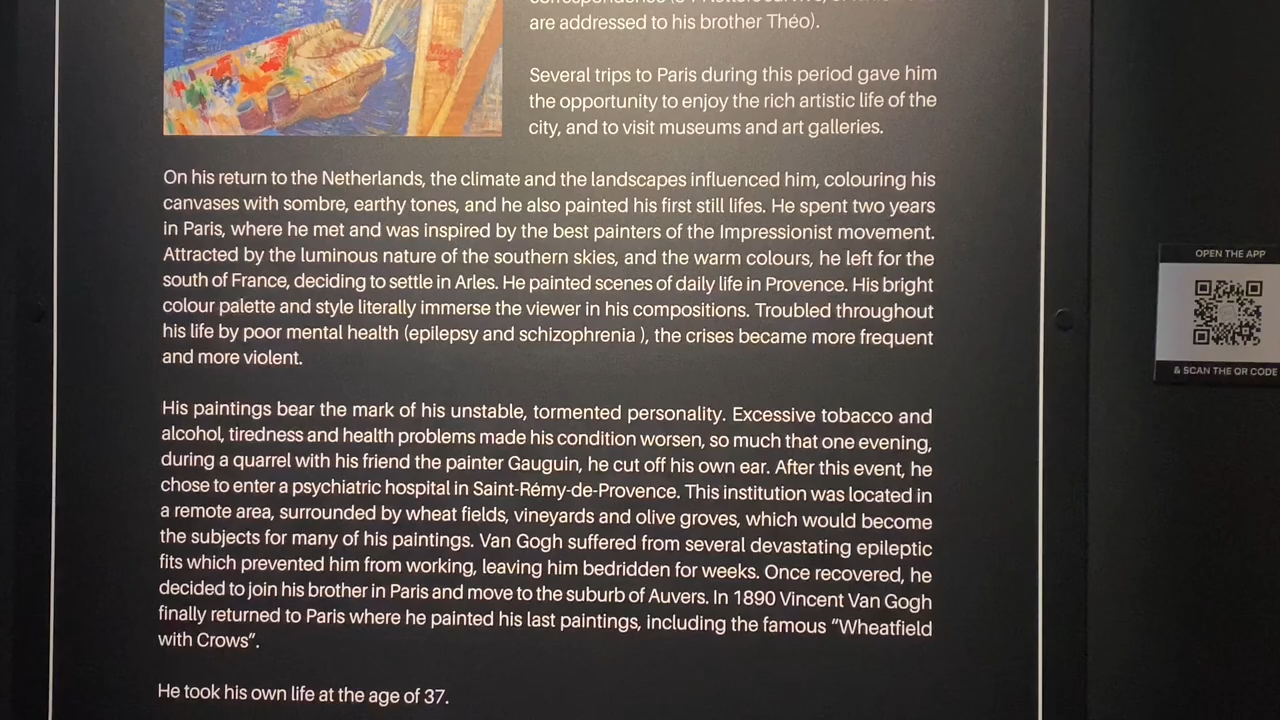 are addressed to his brother Théo).
Several trips to Paris during this period gave him
the opportunity to enjoy the rich artistic life of the
city, and to visit museums and art galleries.
On his return to the Netherlands, the climate and the landscapes influenced him, colouring his
canvases with sombre, earthy tones, and he also painted his first still lifes. He spent two years
in Paris, where he met and was inspired by the best painters of the Impressionist movement.
Attracted by the luminous nature of the southern skies, and the warm colours, he left for the
south of France, deciding to settle in Arles. He painted scenes of daily life in Provence. His bright
colour palette and style literally immerse the viewer in his compositions. Troubled throughout
his life by poor mental health (epilepsy and schizophrenia ), the crises became more frequent
and more violent.
His paintings bear the mark of his unstable, tormented personality. Excessive tobacco and
alcohol, tiredness and health problems made his condition worsen, so much that one evening,
during a quarrel with his friend the painter Gauguin, he cut off his own ear. After this event, he
chose to enter a psychiatric hospital in Saint-Rémy-de-Provence. This institution was located in
a remote area, surrounded by wheat fields, vineyards and olive groves, which would become
the subjects for many of his paintings. Van Gogh suffered from several devastating epileptic
fits which prevented him from working, leaving him bedridden for weeks. Once recovered, he
decided to join his brother in Paris and move to the suburb of Auvers. In 1890 Vincent Van Gogh
finally returned to Paris where he painted his last paintings, including the famous “Wheatfield
with Crows”.
He took his own life at the age of 37.
OPEN THE APP
& SCAN THE QR CODE